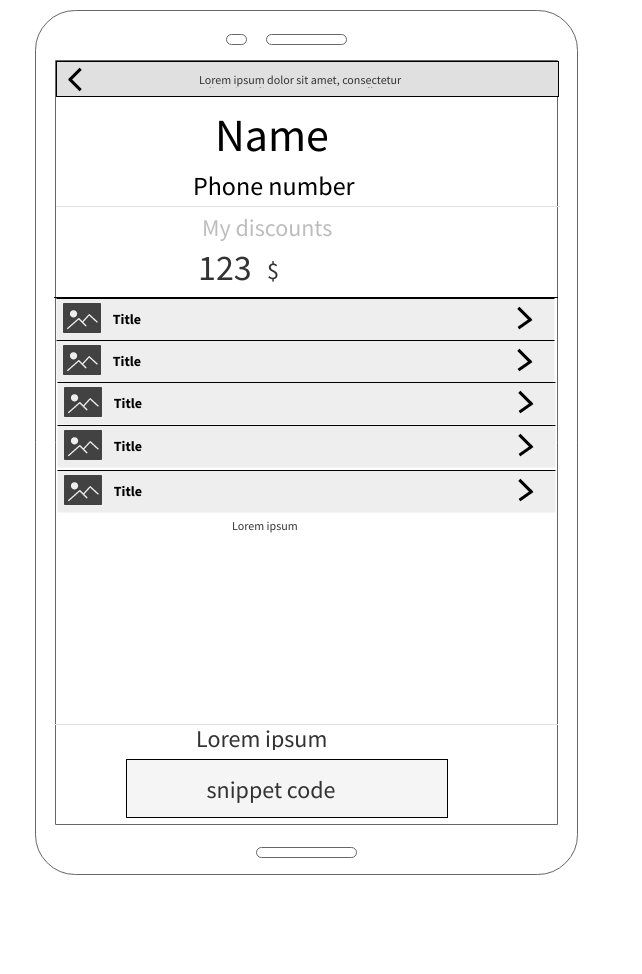 Lorem ipsum dolor sit amet, consectetur
Name
Phone number
My discounts
123 $
Title
Title
Title
Title
Title
Lorem ipsum
Lorem ipsum
snippet code